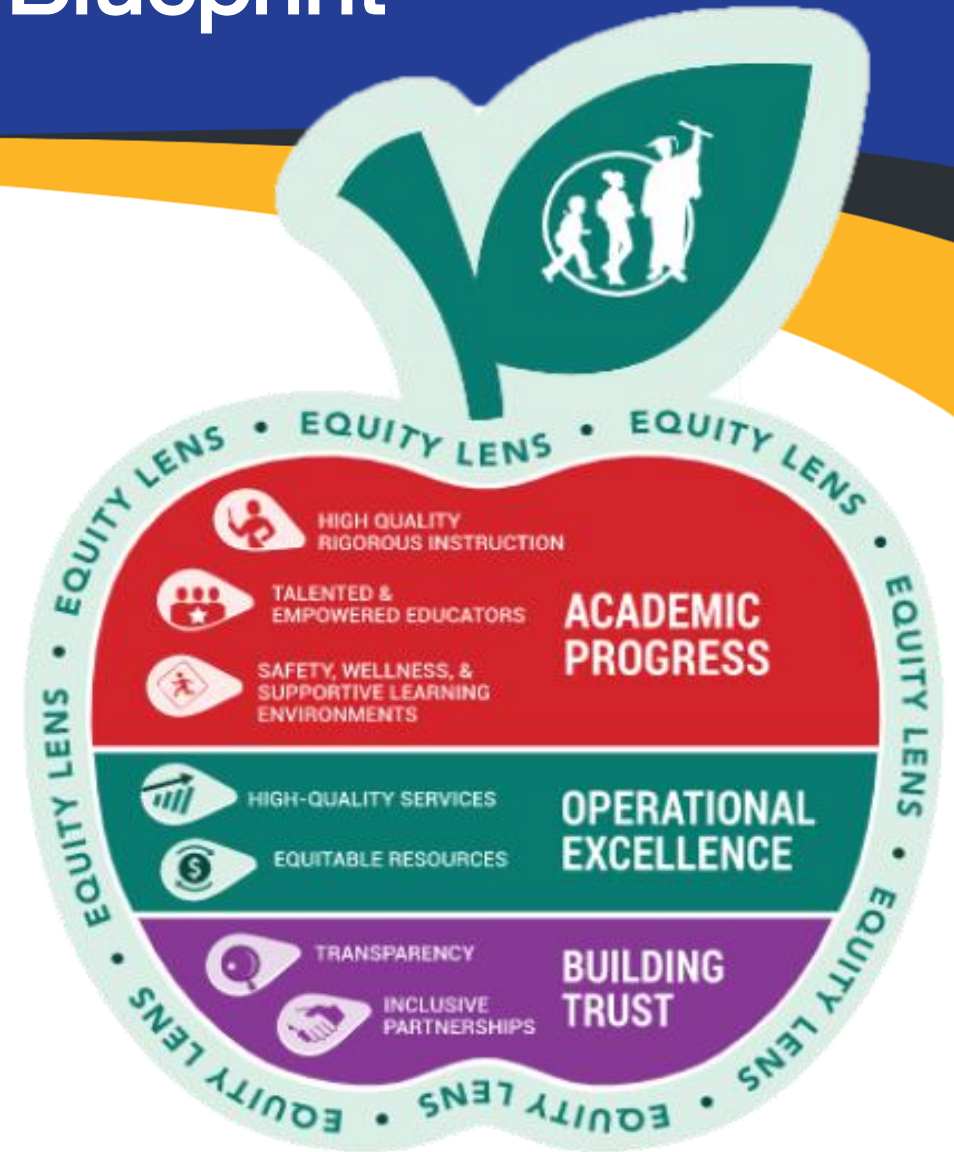 Blueprint
EQUITY LENS • EQUITY LENS • EQUITY LENS • EQUITY LENS • EQUITY LENS • EQUITY LENS • EQUITY LENS • EQUITY LENS •
HIGH QUALITY
RIGOROUS INSTRUCTION
TALENTED &
EMPOWERED EDUCATORS
SAFETY, WELLNESS, &
SUPPORTIVE LEARNING
ENVIRONMENTS
ACADEMIC
PROGRESS
HIGH-QUALITY SERVICES
EQUITABLE RESOURCES
$
OPERATIONAL
EXCELLENCE
TRANSPARENCY
INCLUSIVE
PARTNERSHIPS
BUILDING
TRUST